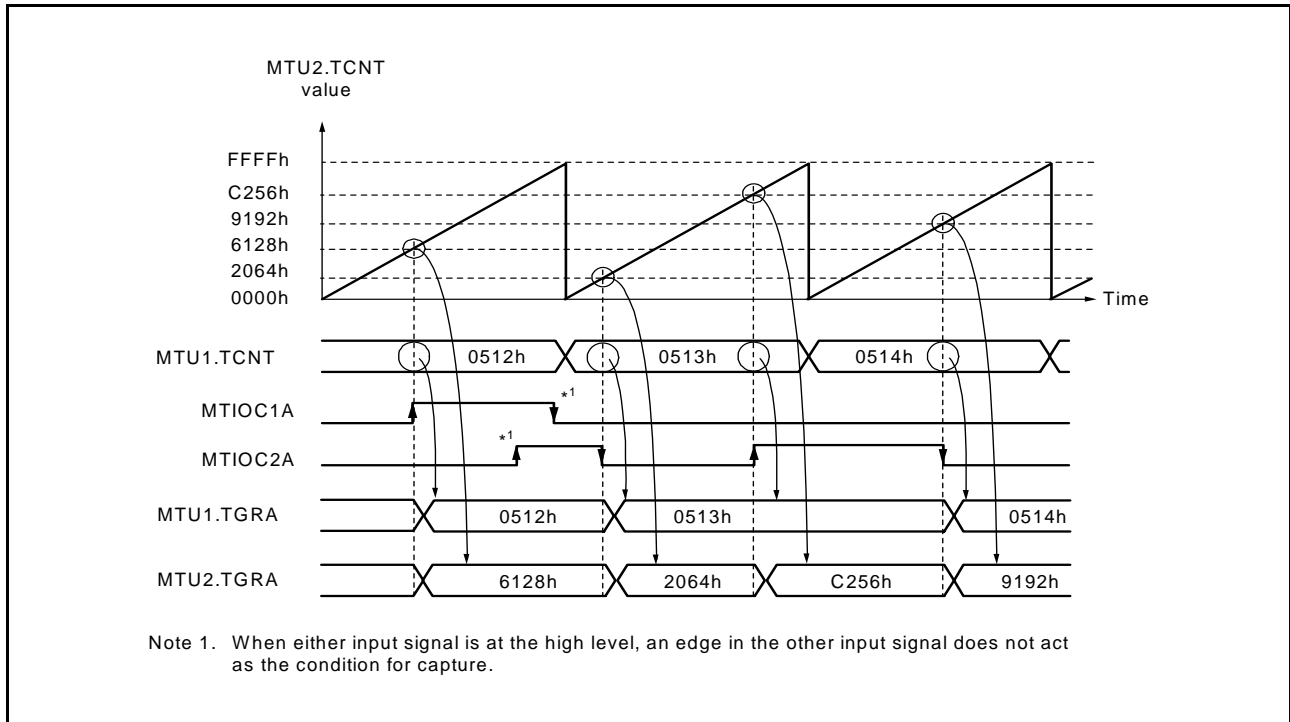 MTU2.TCNT
value
FFFFh
C256h
9192h
6128h
2064h
0000h
Time
MTU1.TCNT 0512h 0513h 0514h
MTIOC1A *1
MTIOC2A *1
MTU1.TGRA 0512h 0513h 0514h
MTU2.TGRA 6128h 2064h C256h 9192h
Note 1. When either input signal is at the high level, an edge in the other input signal does not act
as the condition for capture.